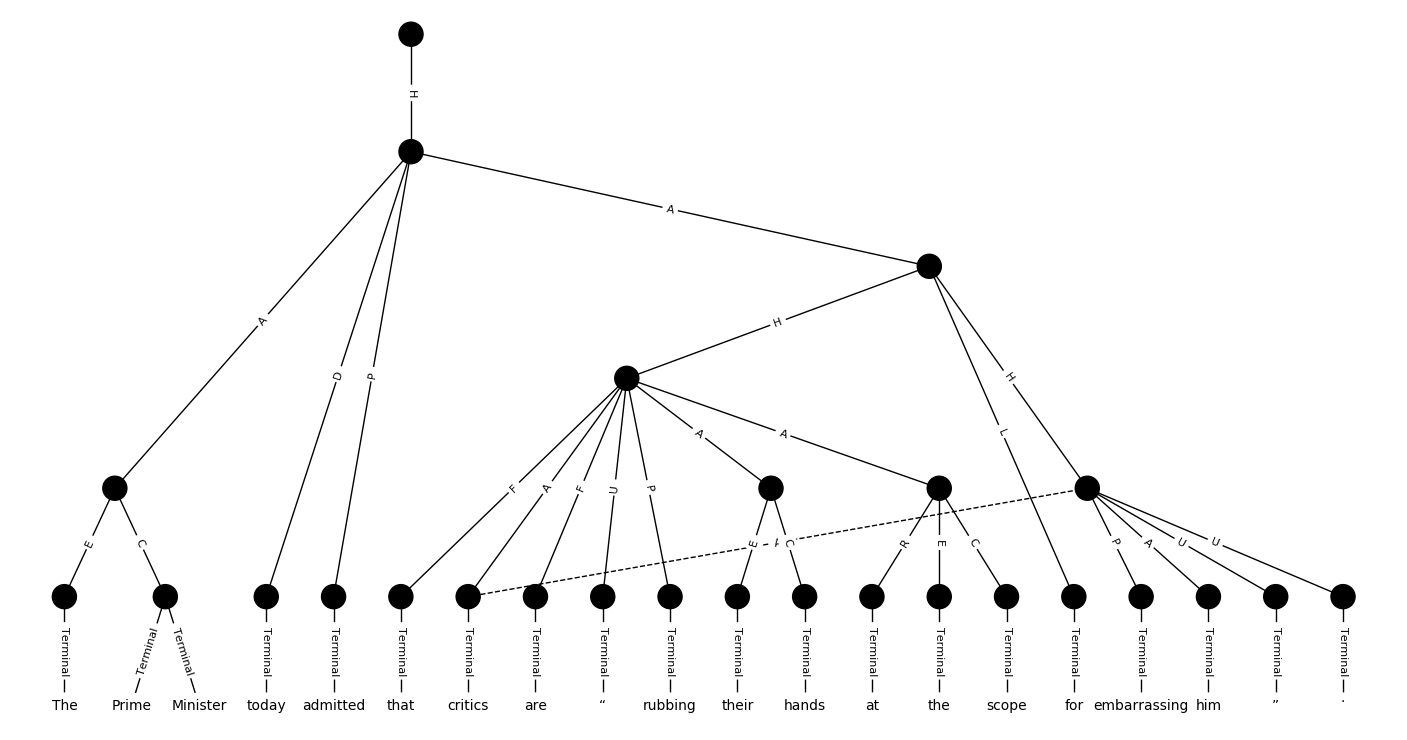 H
A
A
D
P
H
H
L
A
A
F
A
F
U
P
E
C
E
C
R
E
C
P
A
U
U
Terminal Terminal Terminal Terminal Terminal Terminal Terminal Terminal Terminal Terminal Terminal Terminal Terminal Terminal Terminal Terminal Terminal Terminal Terminal Terminal
The Prime Minister today admitted that critics are “ rubbing their hands at the scope for embarrassing him ” .